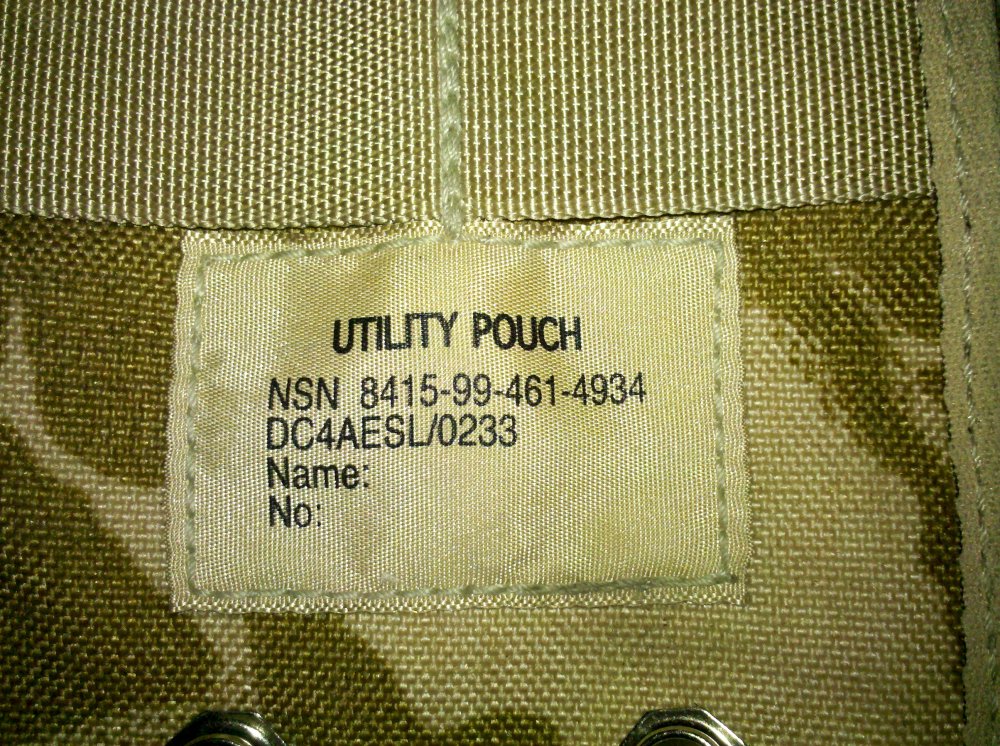 UTILITY POUCH
NSN 8415-99-461-4934
DC4AESL/0233
Name:
No: